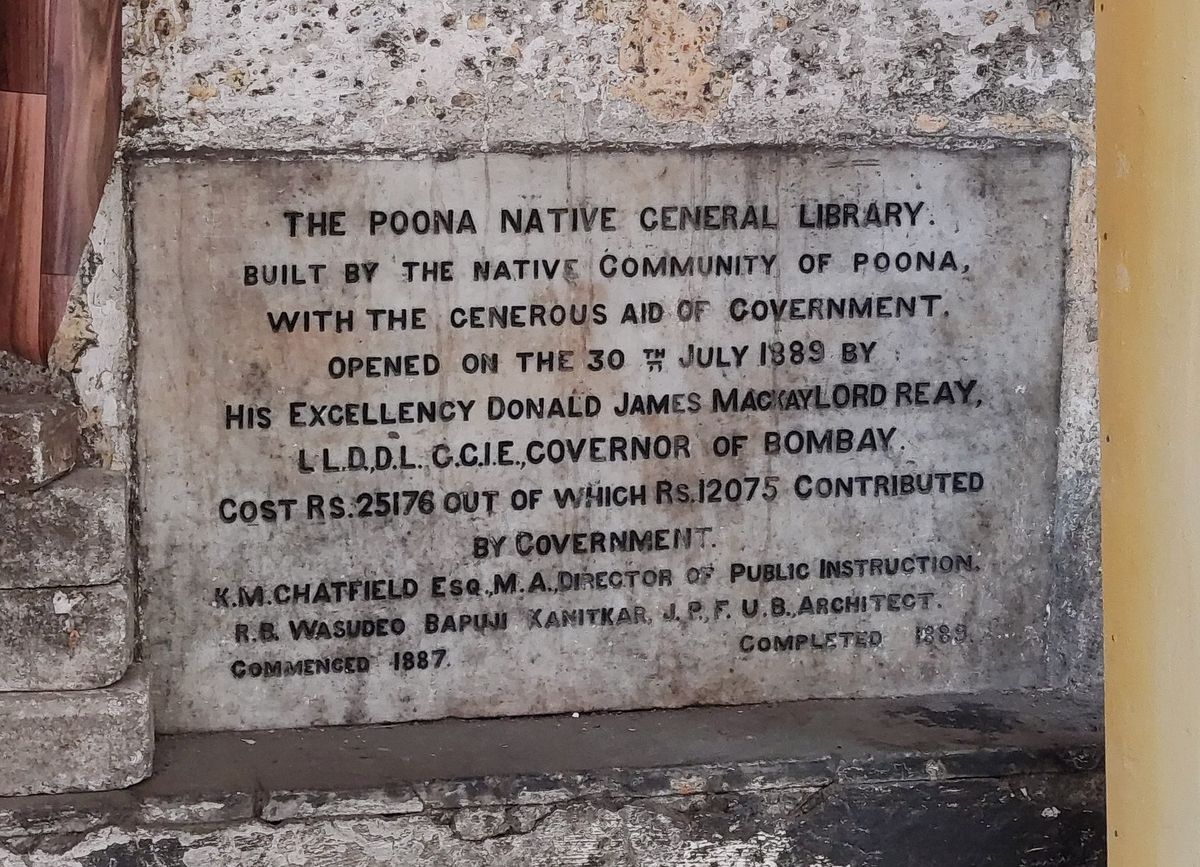 THE POONA NATIVE GENERAL LIBRARY.
BUILT BY THE NATIVE COMMUNITY OF POONA,
WITH THE GENEROUS AID OF GOVERNMENT.
OPENED ON THE 30TH JULY 1889 BY
HIS EXCELLENCY DONALD JAMES MACKAY LORD REAY,
LL.D.,D.L. G.C.I.E., GOVERNOR OF BOMBAY.
COST RS.25176 OUT OF WHICH RS.12075 CONTRIBUTED
BY GOVERNMENT.
K.M.CHATFIELD ESQ., M.A., DIRECTOR OF PUBLIC INSTRUCTION.
R.B. WASUDEO BAPUJI KANITKAR, J.P., F.U.B., ARCHITECT.
COMMENCED 1887. COMPLETED 1889.